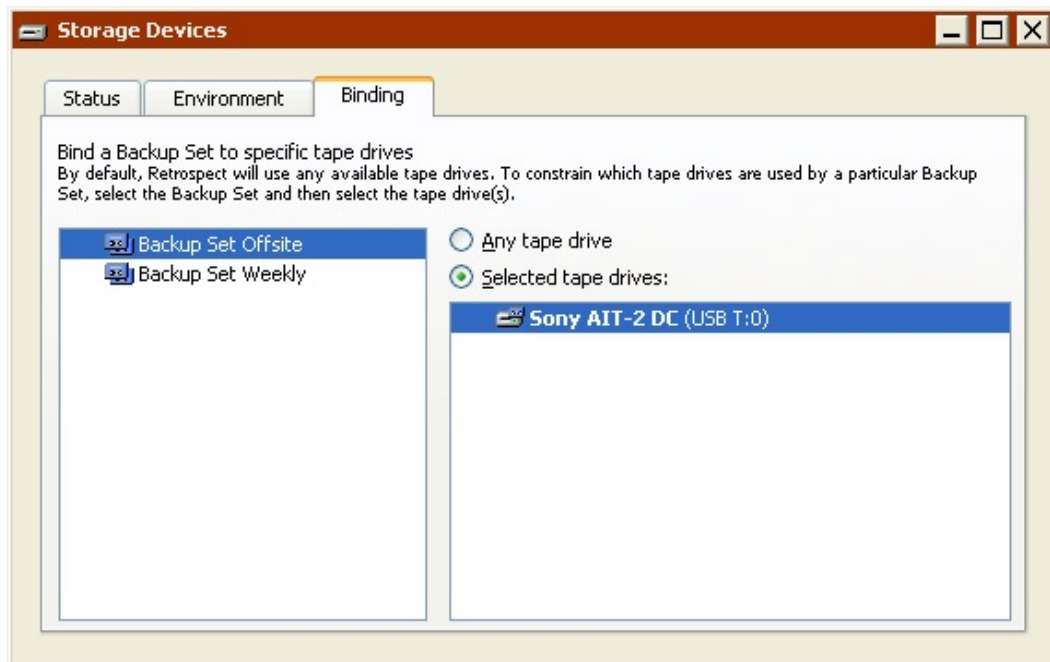 Storage Devices
Status
Environment
Binding
Bind a Backup Set to specific tape drives
By default, Retrospect will use any available tape drives. To constrain which tape drives are used by a particular Backup
Set, select the Backup Set and then select the tape drive(s).
Backup Set Offsite
Backup Set Weekly
Any tape drive
Selected tape drives:
Sony AIT-2 DC (USB T:0)